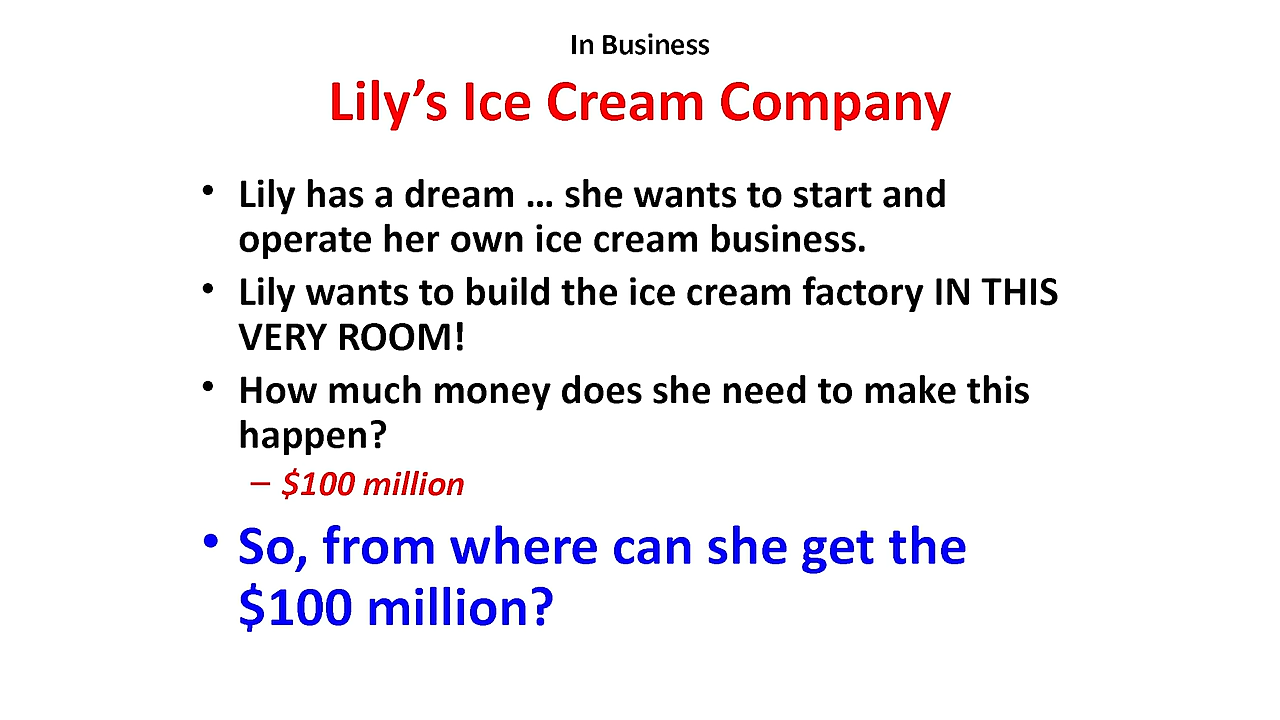 In Business
Lily’s Ice Cream Company
• Lily has a dream … she wants to start and
operate her own ice cream business.
• Lily wants to build the ice cream factory IN THIS
VERY ROOM!
• How much money does she need to make this
happen?
– $100 million
• So, from where can she get the
$100 million?